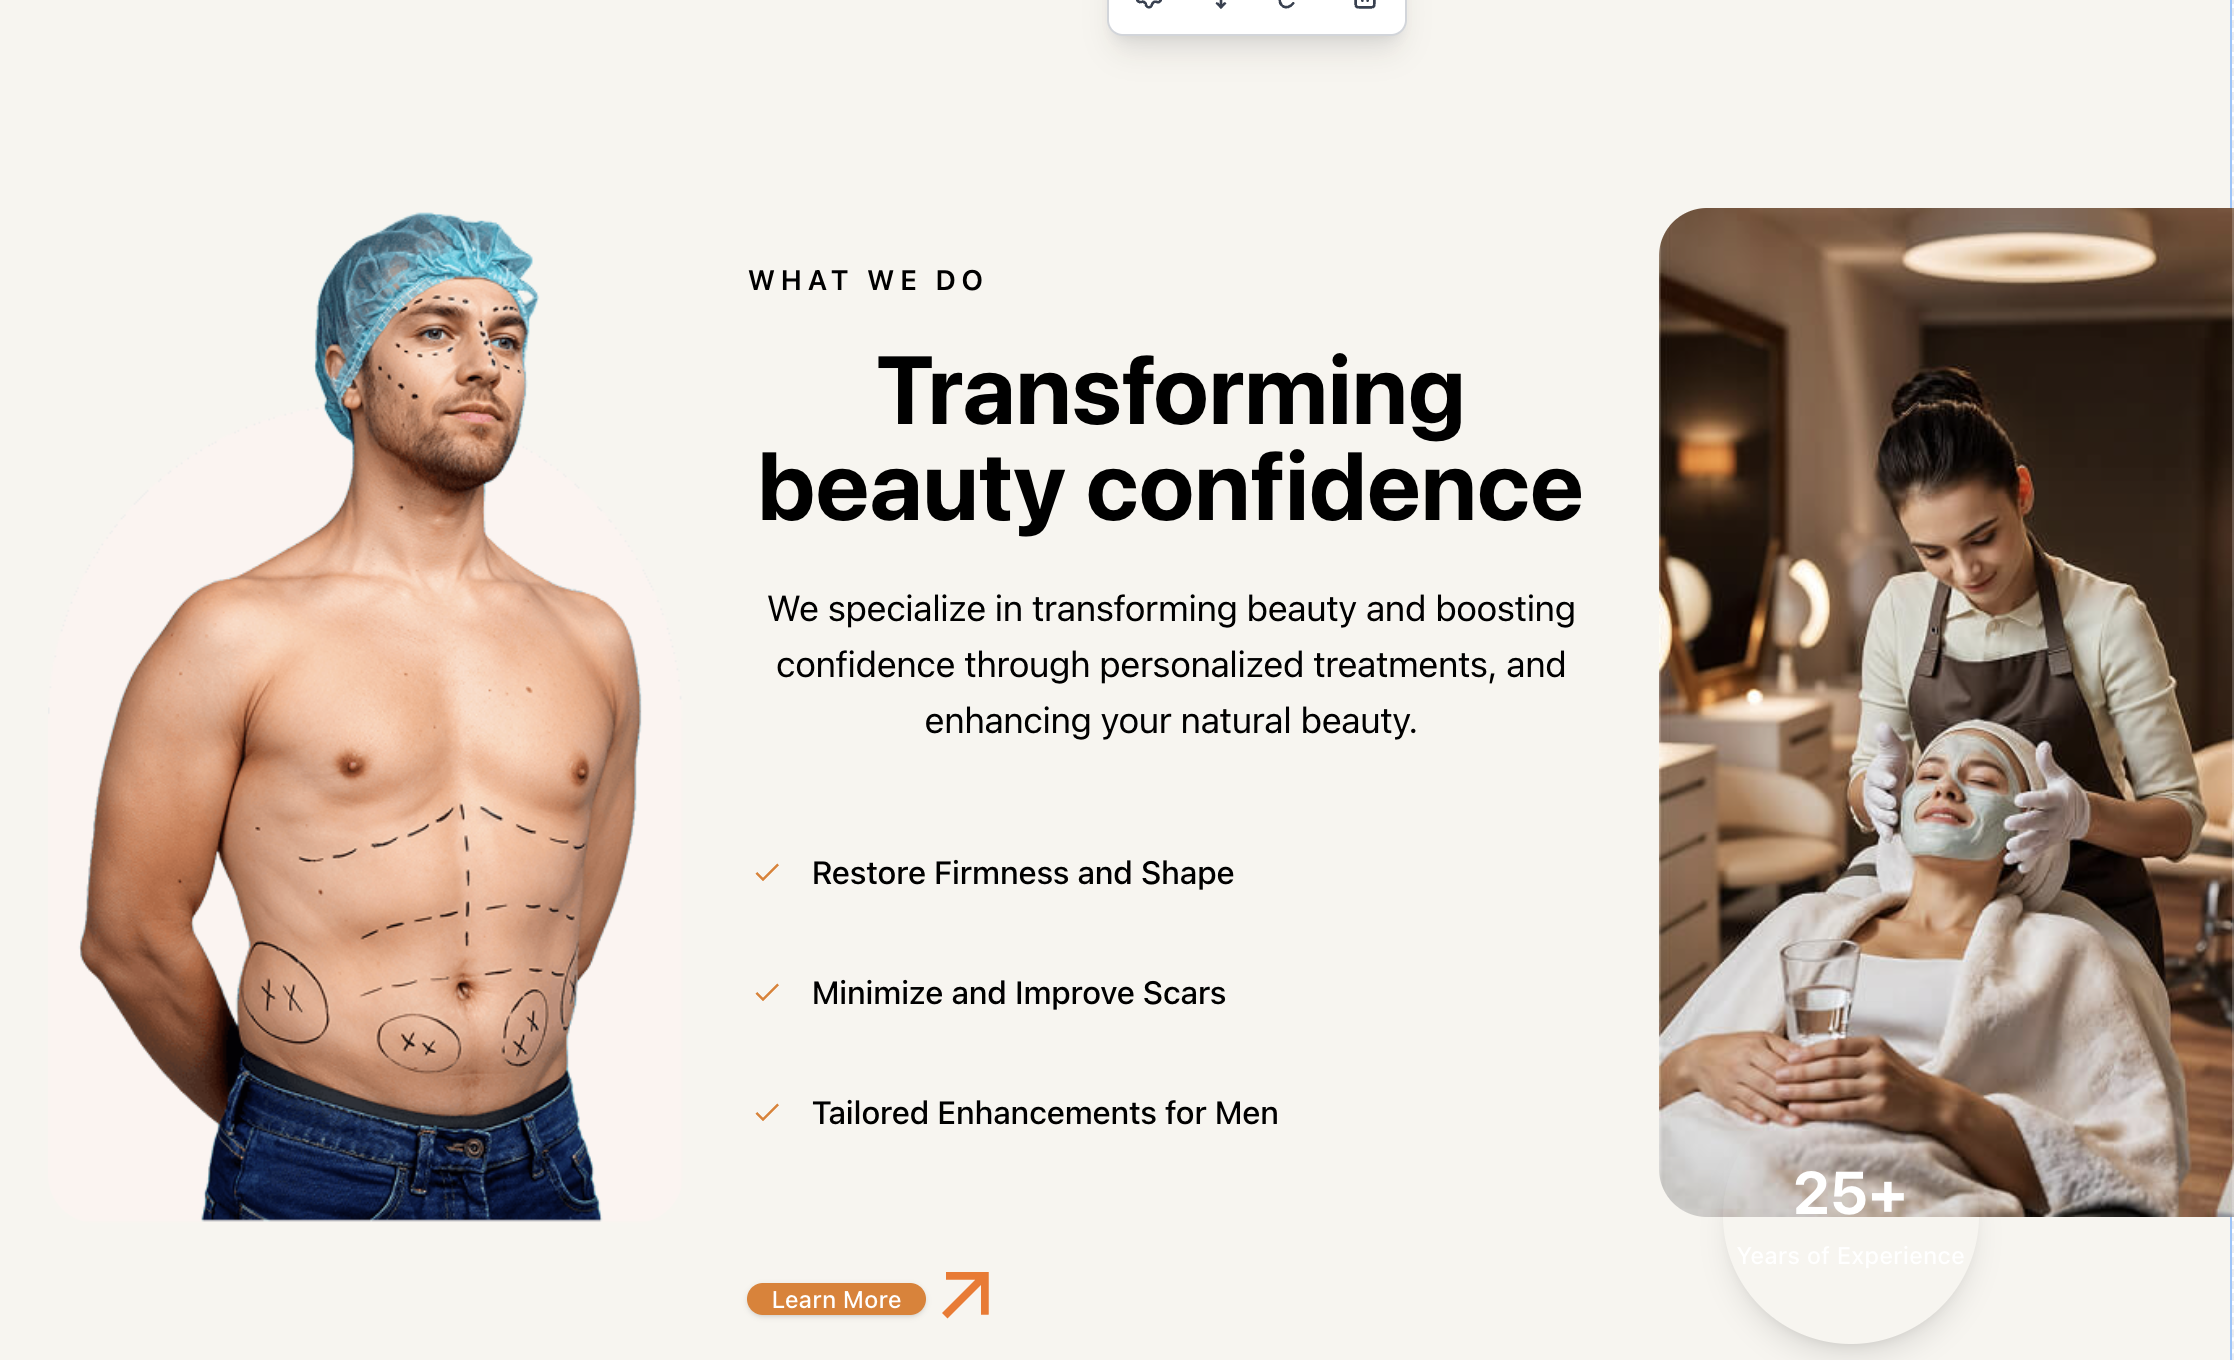 WHAT WE DO
Transforming
beauty confidence
We specialize in transforming beauty and boosting
confidence through personalized treatments, and
enhancing your natural beauty.
Restore Firmness and Shape
Minimize and Improve Scars
Tailored Enhancements for Men
Learn More
25+
Years of Experience